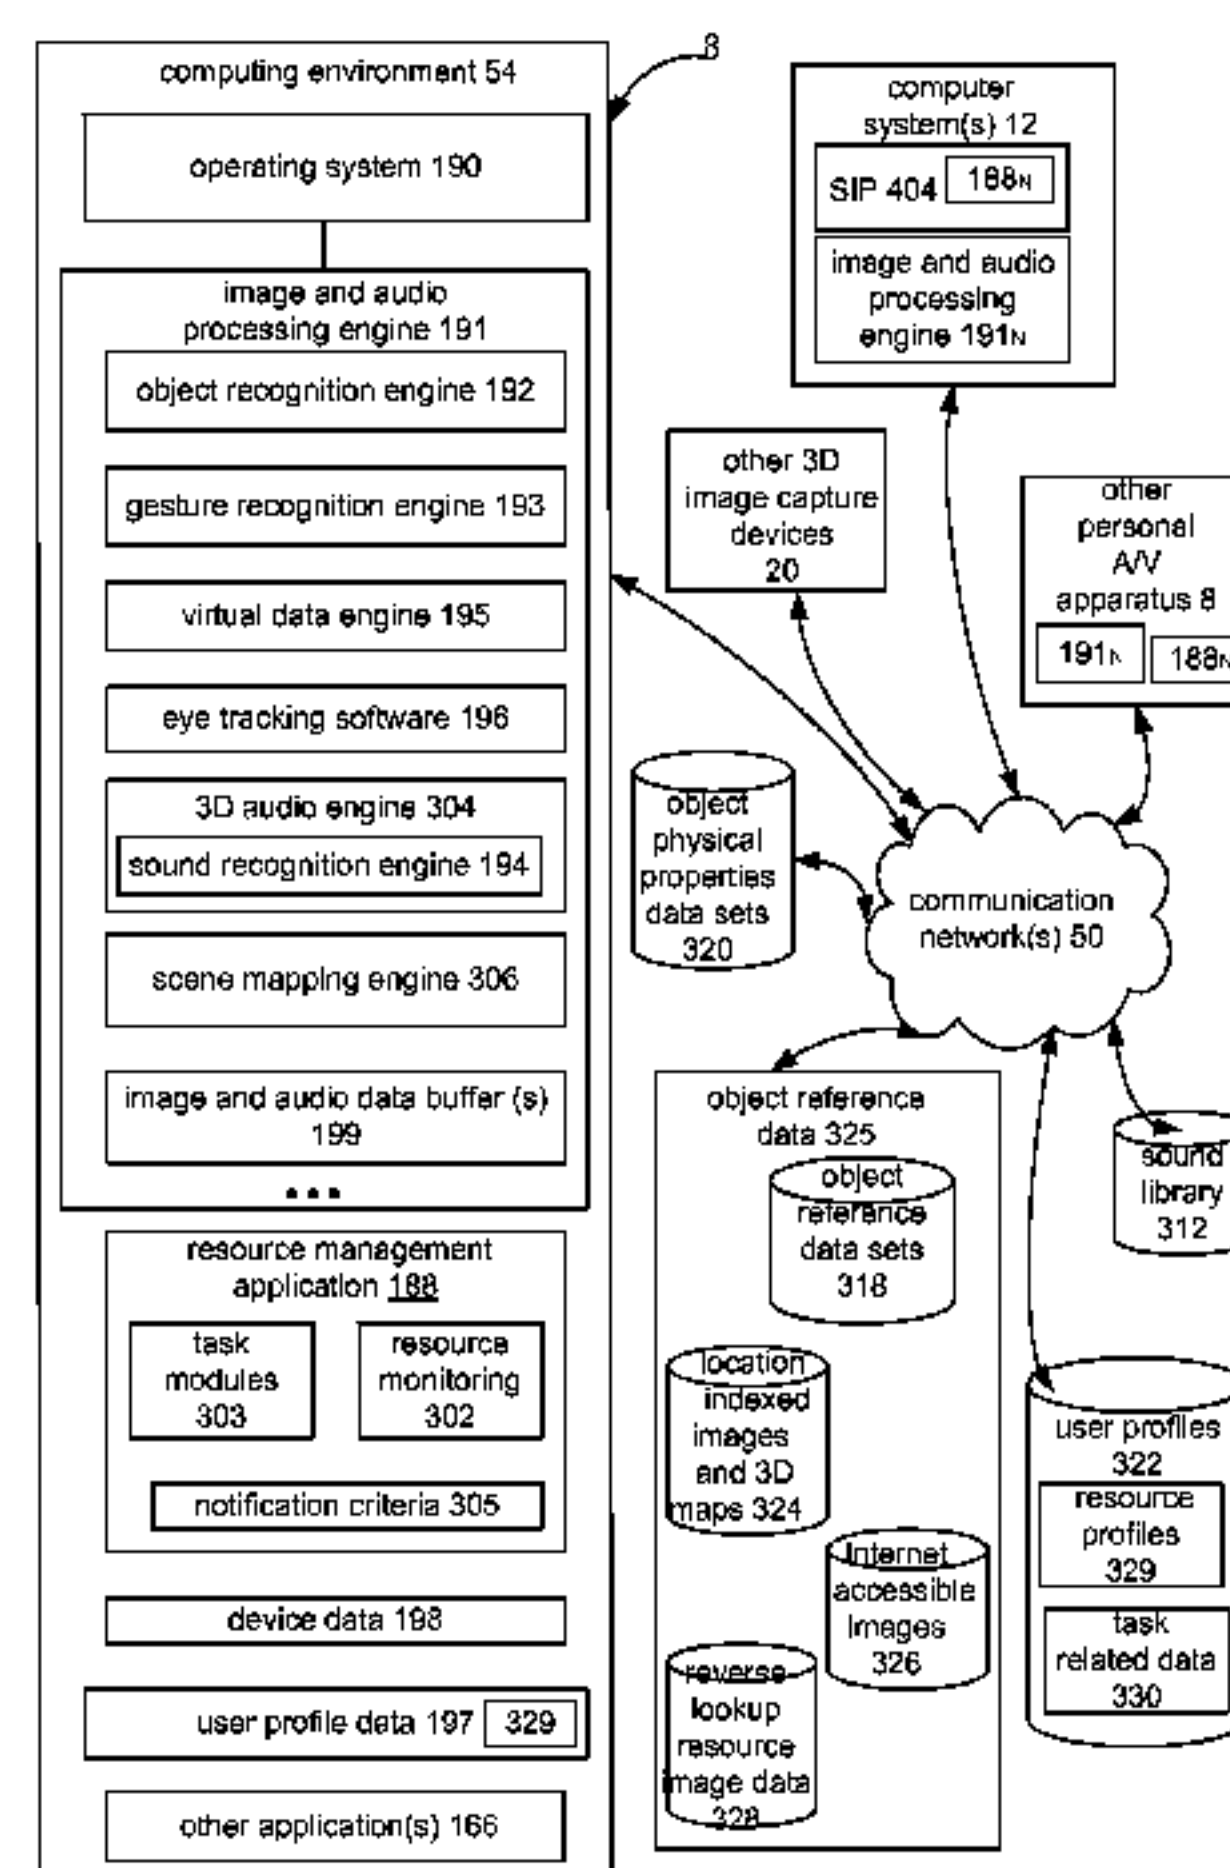 8
computing environment 54
operating system 190
image and audio
processing engine 191
object recognition engine 192
gesture recognition engine 193
virtual data engine 195
eye tracking software 196
3D audio engine 304
sound recognition engine 194
scene mapping engine 306
image and audio data buffer (s)
199
resource management
application 188
task
modules
303
resource
monitoring
302
notification criteria 305
device data 198
user profile data 197 329
other application(s) 166
computer
system(s) 12
SIP 404 188N
image and audio
processing
engine 191N
other 3D
image capture
devices
20
other
personal
A/V
apparatus 8
191N 188N
object
physical
properties
data sets
320
communication
network(s) 50
object reference
data 325
object
reference
data sets
318
location
indexed
images
and 3D
maps 324
Internet
accessible
Images
326
reverse
lookup
resource
image data
328
sound
library
312
user profiles
322
resource
profiles
329
task
related data
330